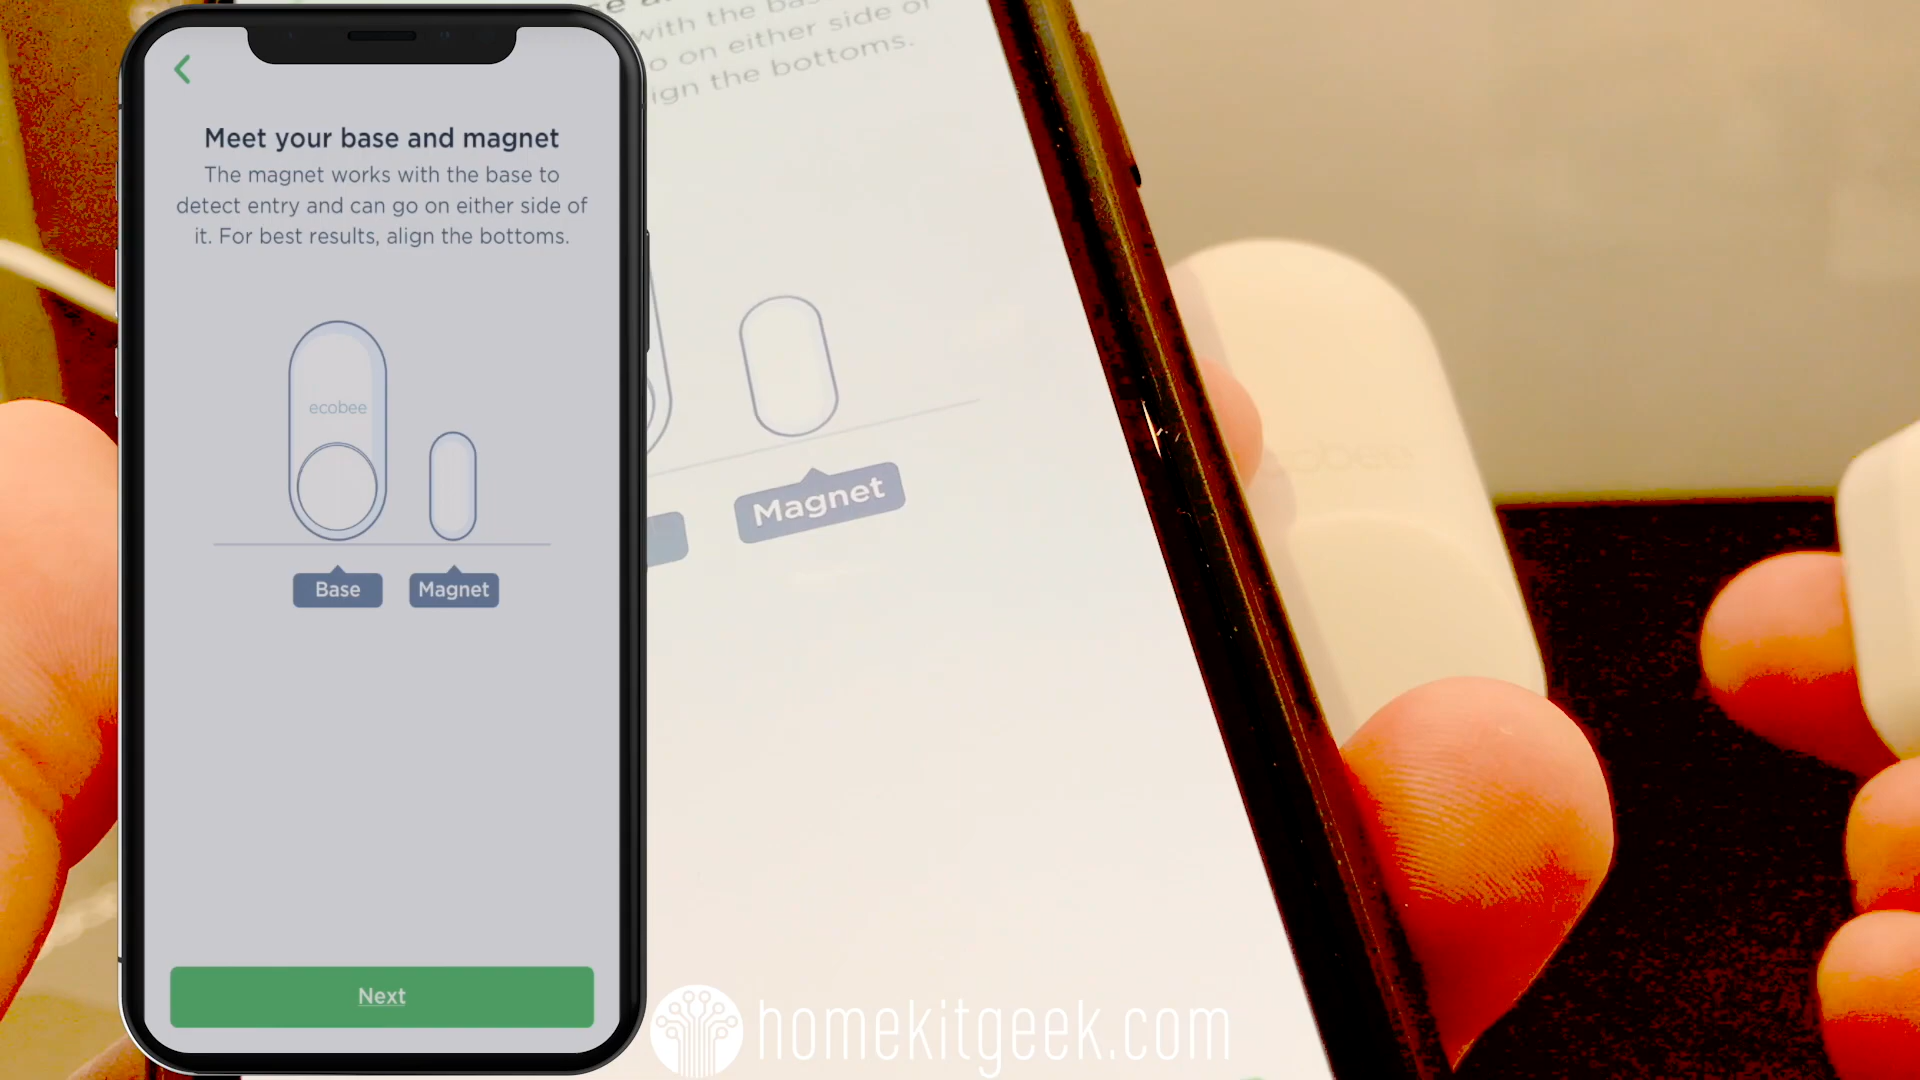 Meet your base and magnet
The magnet works with the base to
detect entry and can go on either side of
it. For best results, align the bottoms.
ecobee
Base
Magnet
Next
with the bas
o on either side of
ign the bottoms.
Magnet
ecobee
homekitgeek.com